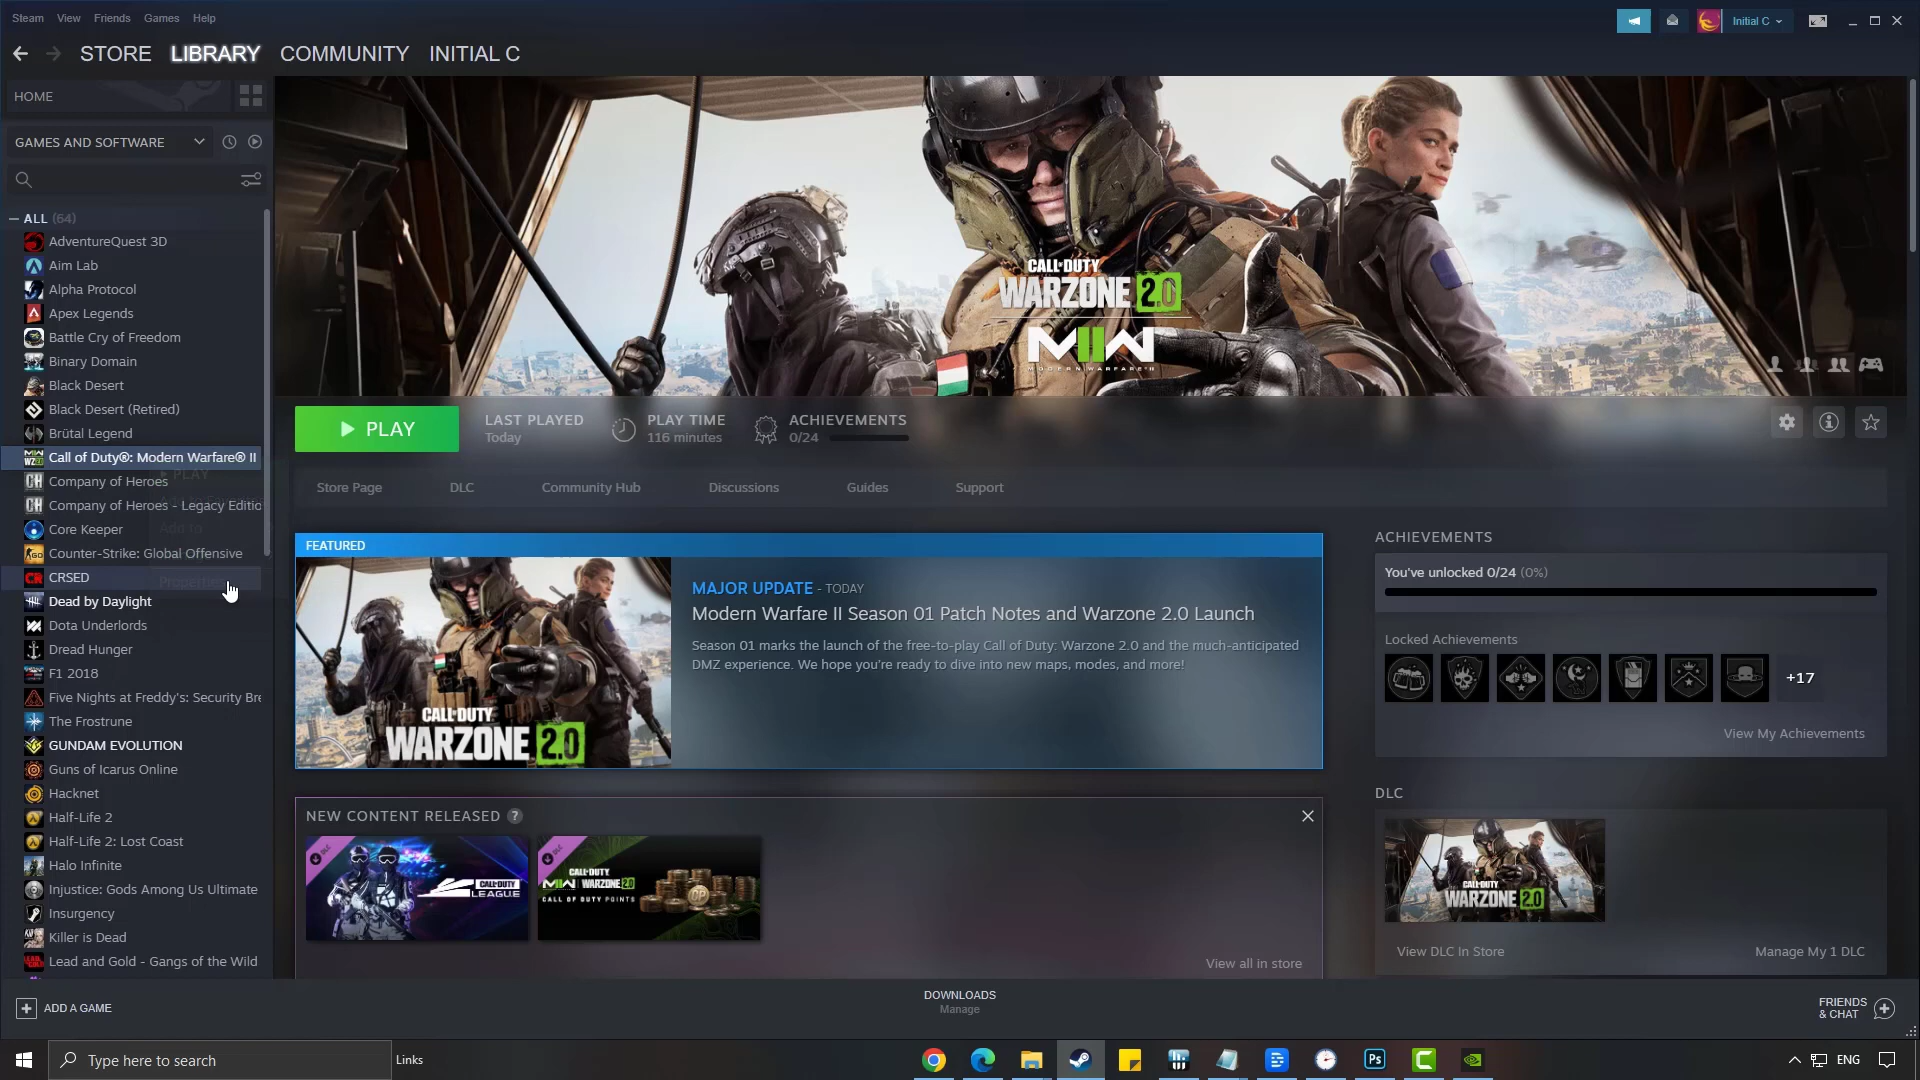 Steam View Friends Games Help
Initial C
STORE LIBRARY COMMUNITY INITIAL C
HOME
GAMES AND SOFTWARE
ALL (64)
AdventureQuest 3D
Aim Lab
Alpha Protocol
Apex Legends
Battle Cry of Freedom
Binary Domain
Black Desert
Black Desert (Retired)
Brütal Legend
Call of Duty®: Modern Warfare® II
PLAY
Company of Heroes
Company of Heroes - Legacy Editio
Add to
Core Keeper
Counter-Strike: Global Offensive
CRSED
Properties
Dead by Daylight
Dota Underlords
Dread Hunger
F1 2018
Five Nights at Freddy's: Security Bre
The Frostrune
GUNDAM EVOLUTION
Guns of Icarus Online
Hacknet
Half-Life 2
Half-Life 2: Lost Coast
Halo Infinite
Injustice: Gods Among Us Ultimate
Insurgency
Killer is Dead
Lead and Gold - Gangs of the Wild
ADD A GAME
CALL OF DUTY
WARZONE 2.0
MWII
MODERN WARFARE II
PLAY
LAST PLAYED
Today
PLAY TIME
116 minutes
ACHIEVEMENTS
0/24
Store Page DLC Community Hub Discussions Guides Support
FEATURED
CALL OF DUTY
WARZONE 2.0
MAJOR UPDATE - TODAY
Modern Warfare II Season 01 Patch Notes and Warzone 2.0 Launch
Season 01 marks the launch of the free-to-play Call of Duty: Warzone 2.0 and the much-anticipated
DMZ experience. We hope you're ready to dive into new maps, modes, and more!
NEW CONTENT RELEASED ?
DLC
CALL OF DUTY
LEAGUE
DLC
CALL OF DUTY
MWII WARZONE 2.0
CALL OF DUTY POINTS
CP
View all in store
ACHIEVEMENTS
You've unlocked 0/24 (0%)
Locked Achievements
+17
View My Achievements
DLC
CALL OF DUTY
WARZONE 2.0
View DLC In Store
Manage My 1 DLC
DOWNLOADS
Manage
FRIENDS
& CHAT
Type here to search
Links
Ps
ENG